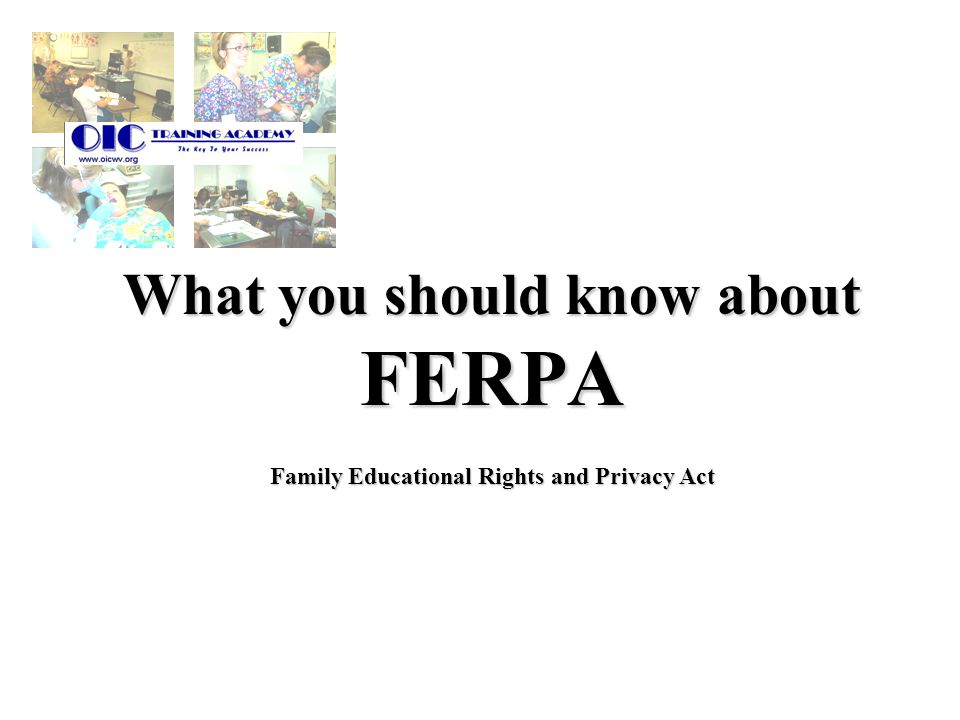 OIC TRAINING ACADEMY
The Key To Your Success
www.oicwv.org
What you should know about
FERPA
Family Educational Rights and Privacy Act